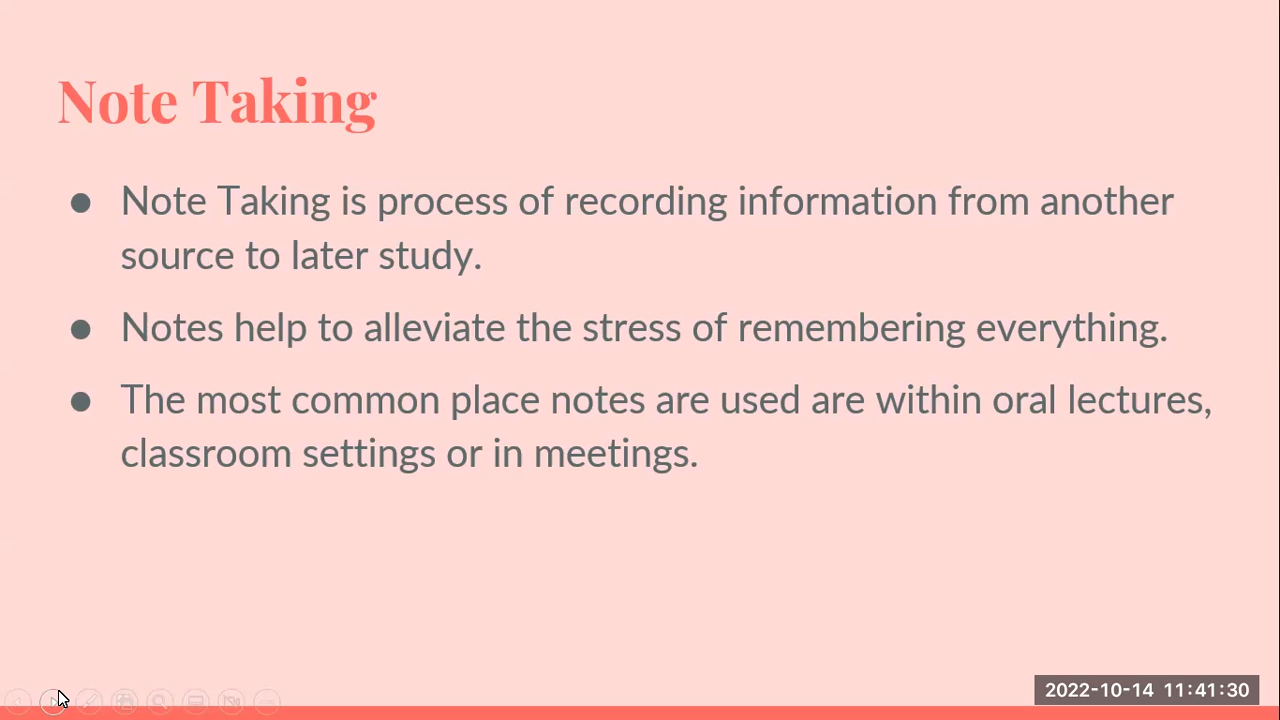 Note Taking
● Note Taking is process of recording information from another
source to later study.
● Notes help to alleviate the stress of remembering everything.
● The most common place notes are used are within oral lectures,
classroom settings or in meetings.
2022-10-14 11:41:30